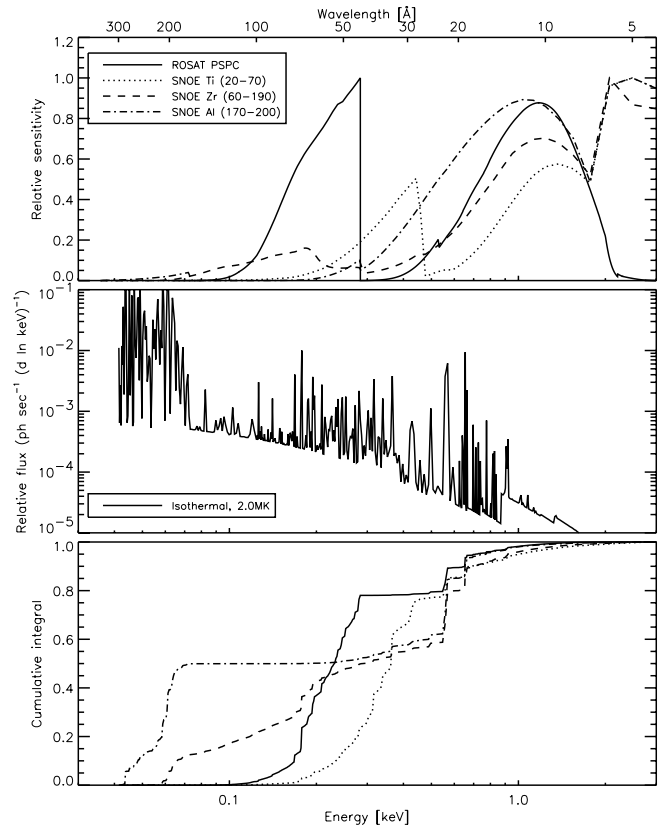 Wavelength [Å]
300 200 100 50 30 20 10 5
1.2
1.0
0.8
0.6
0.4
0.2
0.0
Relative sensitivity
ROSAT PSPC
SNOE Ti (20-70)
SNOE Zr (60-190)
SNOE Al (170-200)
10⁻¹
10⁻²
10⁻³
10⁻⁴
10⁻⁵
Relative flux (ph sec⁻¹ (d ln keV)⁻¹)
Isothermal, 2.0MK
1.0
0.8
0.6
0.4
0.2
0.0
Cumulative integral
0.1 1.0
Energy [keV]